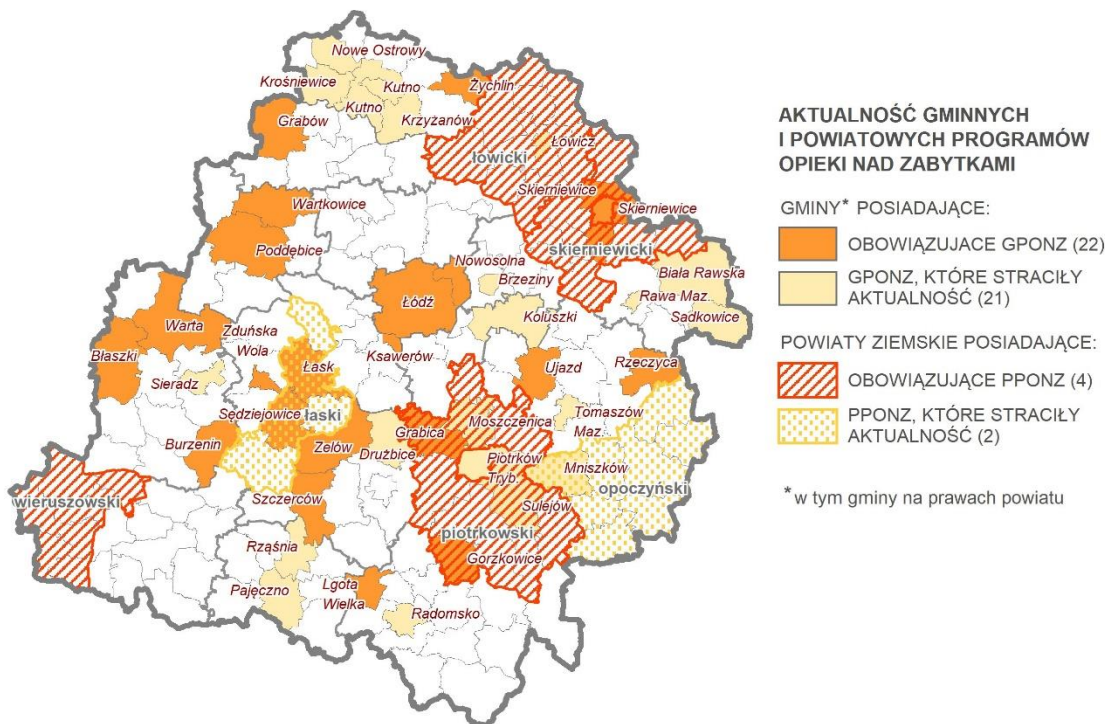 Nowe Ostrowy
Krośniewice
Kutno
Żychlin
Kutno
Grabów
Krzyżanów
Łowicz
łowicki
Skierniewice
Wartkowice
Skierniewice
Poddębice
skierniewicki
Nowosolna
Biała Rawska
Brzeziny
Łódź
Rawa Maz.
Koluszki
Sadkowice
Warta
Zduńska
Wola
Błaszki
Ksawerów
Ujazd
Rzeczyca
Łask
Sieradz
Sędziejowice
łaski
Moszczenica
Tomaszów
Maz.
Grabica
Burzenin
Zelów
Drużbice
Piotrków
Tryb.
Mniszków
wieruszowski
opoczyński
Szczerców
Sulejów
piotrkowski
Rząśnia
Gorzkowice
Pajęczno
Lgota
Wielka
Radomsko
AKTUALNOŚĆ GMINNYCH
I POWIATOWYCH PROGRAMÓW
OPIEKI NAD ZABYTKAMI
GMINY* POSIADAJĄCE:
OBOWIĄZUJACE GPONZ (22)
GPONZ, KTÓRE STRACIŁY
AKTUALNOŚĆ (21)
POWIATY ZIEMSKIE POSIADAJĄCE:
OBOWIĄZUJĄCE PPONZ (4)
PPONZ, KTÓRE STRACIŁY
AKTUALNOŚĆ (2)
*w tym gminy na prawach powiatu